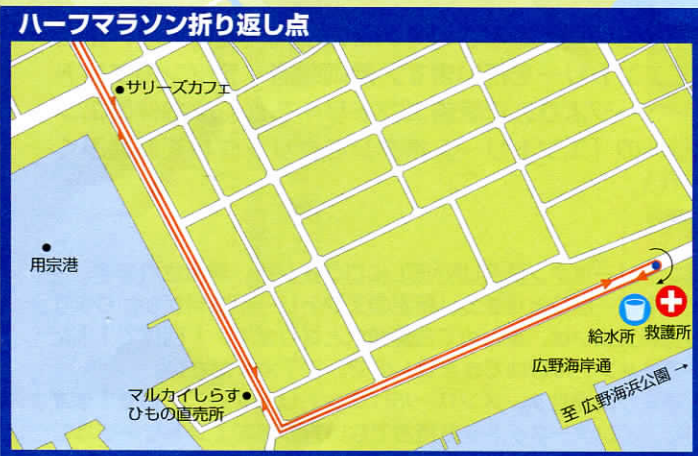 ハーフマラソン折り返し点
サリーズカフェ
用宗港
給水所
救護所
広野海岸通
マルカイしらす
ひもの直売所
至 広野海浜公園 →